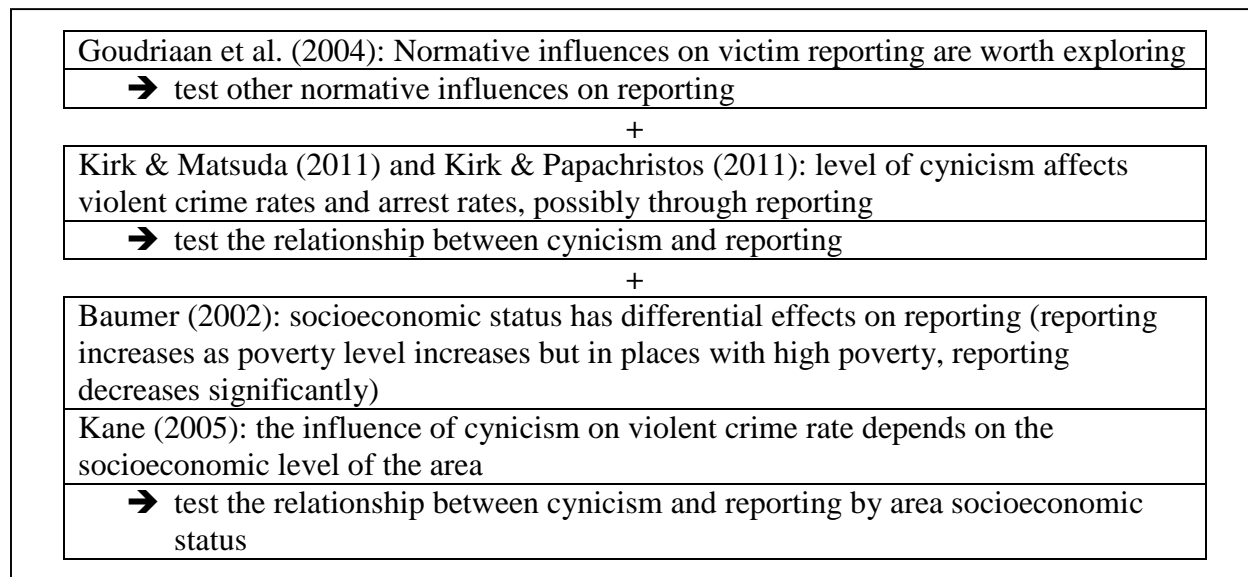 Goudriaan et al. (2004): Normative influences on victim reporting are worth exploring
➔ test other normative influences on reporting
+
Kirk & Matsuda (2011) and Kirk & Papachristos (2011): level of cynicism affects
violent crime rates and arrest rates, possibly through reporting
➔ test the relationship between cynicism and reporting
+
Baumer (2002): socioeconomic status has differential effects on reporting (reporting
increases as poverty level increases but in places with high poverty, reporting
decreases significantly)
Kane (2005): the influence of cynicism on violent crime rate depends on the
socioeconomic level of the area
➔ test the relationship between cynicism and reporting by area socioeconomic
status